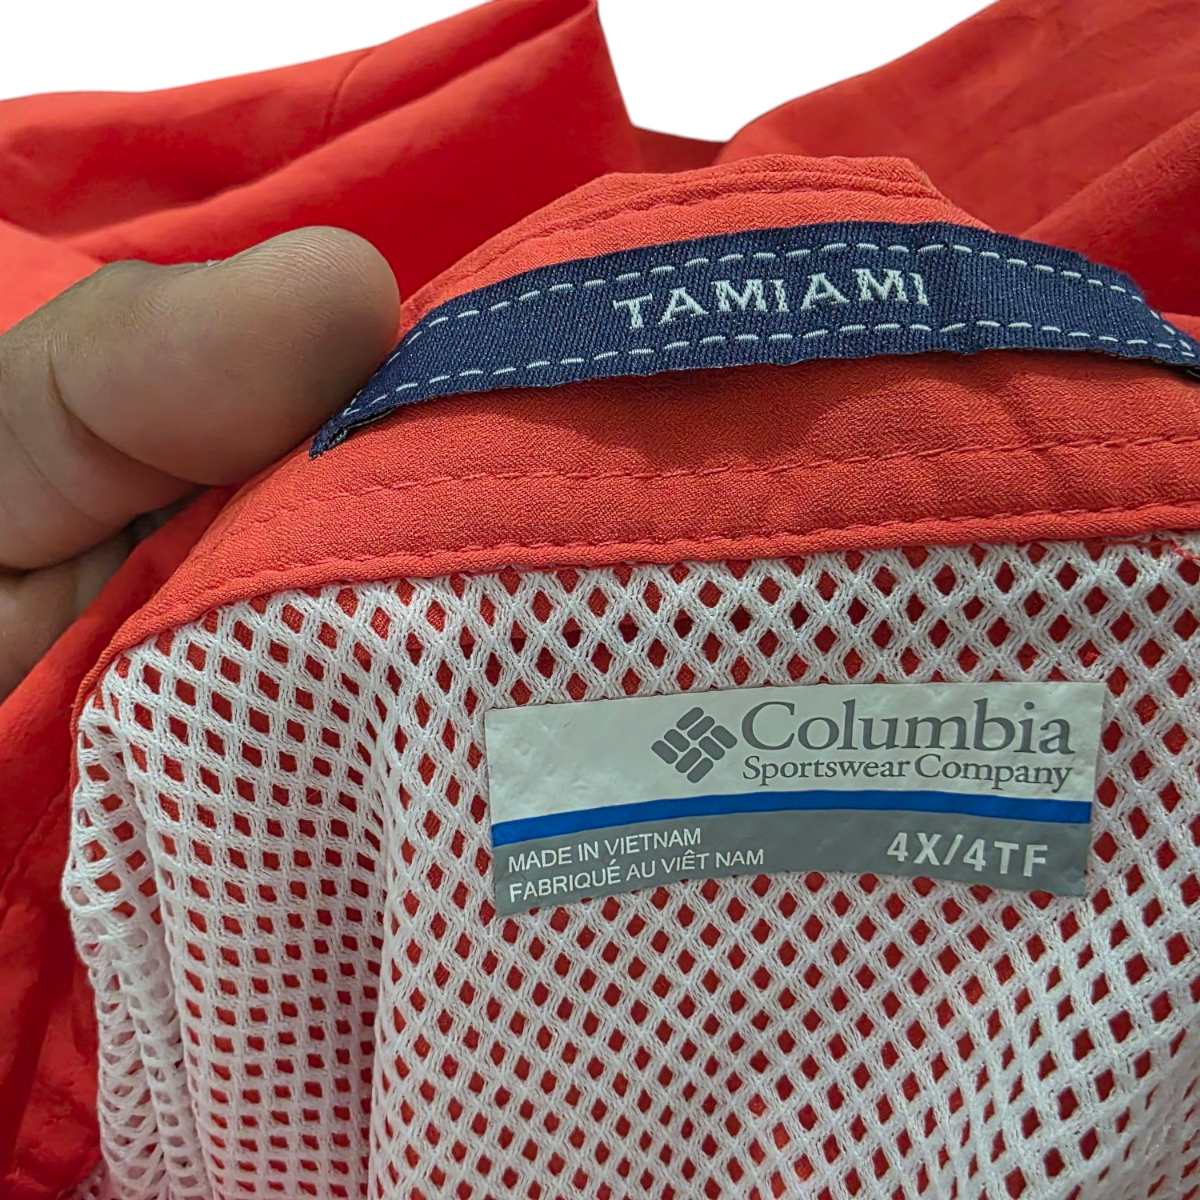 TAMIAMI
Columbia
Sportswear Company
MADE IN VIETNAM
FABRIQUÉ AU VIÊT NAM
4X/4TF